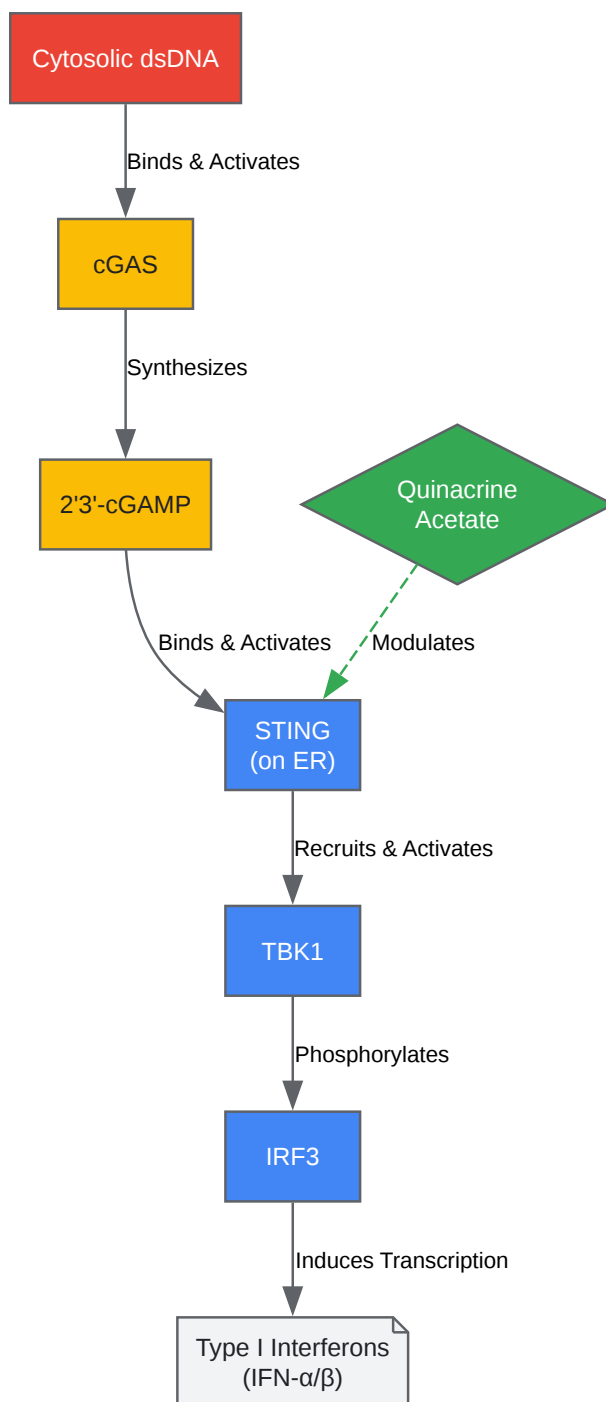 Cytosolic dsDNA
Binds & Activates
cGAS
Synthesizes
2'3'-cGAMP
Quinacrine
Acetate
Binds & Activates
Modulates
STING
(on ER)
Recruits & Activates
TBK1
Phosphorylates
IRF3
Induces Transcription
Type I Interferons
(IFN-α/β)